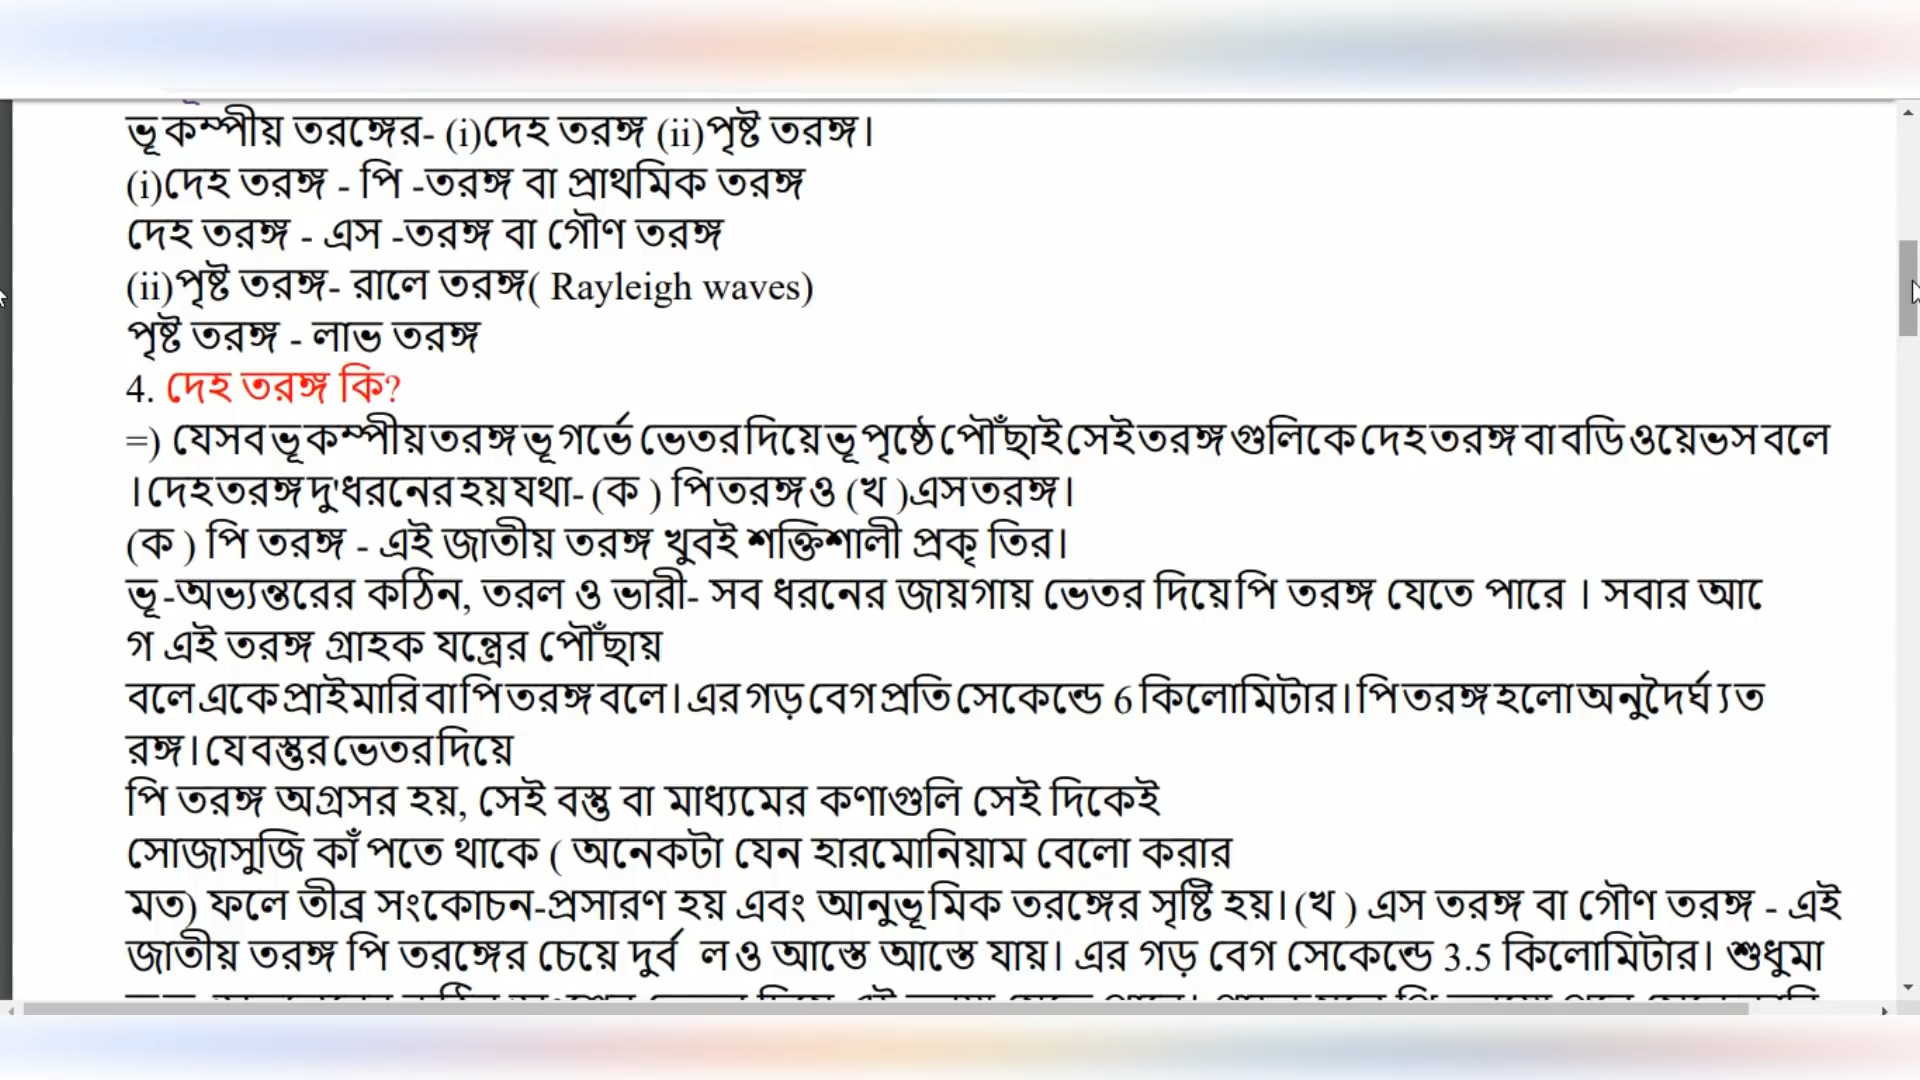 ভূকম্পীয় তরঙ্গের- (i)দেহ তরঙ্গ (ii)পৃষ্ট তরঙ্গ।
(i)দেহ তরঙ্গ - পি -তরঙ্গ বা প্রাথমিক তরঙ্গ
দেহ তরঙ্গ - এস -তরঙ্গ বা গৌণ তরঙ্গ
(ii)পৃষ্ট তরঙ্গ- রালে তরঙ্গ( Rayleigh waves)
পৃষ্ট তরঙ্গ - লাভ তরঙ্গ
4. দেহ তরঙ্গ কি?
=) যেসব ভূকম্পীয় তরঙ্গ ভূগর্ভে ভেতর দিয়ে ভূপৃষ্ঠে পৌঁছাই সেই তরঙ্গ গুলিকে দেহ তরঙ্গ বা বডি ওয়েভস বলে
। দেহ তরঙ্গ দু'ধরনের হয় যথা- (ক ) পি তরঙ্গ ও (খ )এস তরঙ্গ।
(ক ) পি তরঙ্গ - এই জাতীয় তরঙ্গ খুবই শক্তিশালী প্রকৃতির।
ভূ-অভ্যন্তরের কঠিন, তরল ও ভারী- সব ধরনের জায়গায় ভেতর দিয়ে পি তরঙ্গ যেতে পারে । সবার আ
গে এই তরঙ্গ গ্রাহক যন্ত্রের পৌঁছায়
বলে একে প্রাইমারি বা পি তরঙ্গ বলে। এর গড় বেগ প্রতি সেকেন্ডে 6 কিলোমিটার। পি তরঙ্গ হলো অনুদৈর্ঘ্য ত
রঙ্গ। যে বস্তুর ভেতর দিয়ে
পি তরঙ্গ অগ্রসর হয়, সেই বস্তু বা মাধ্যমের কণাগুলি সেই দিকেই
সোজাসুজি কাঁপতে থাকে ( অনেকটা যেন হারমোনিয়াম বেলো করার
মত) ফলে তীব্র সংকোচন-প্রসারণ হয় এবং আনুভূমিক তরঙ্গের সৃষ্টি হয়। (খ ) এস তরঙ্গ বা গৌণ তরঙ্গ - এই
জাতীয় তরঙ্গ পি তরঙ্গের চেয়ে দুর্বল ও আস্তে আস্তে যায়। এর গড় বেগ সেকেন্ডে 3.5 কিলোমিটার। শুধুমা